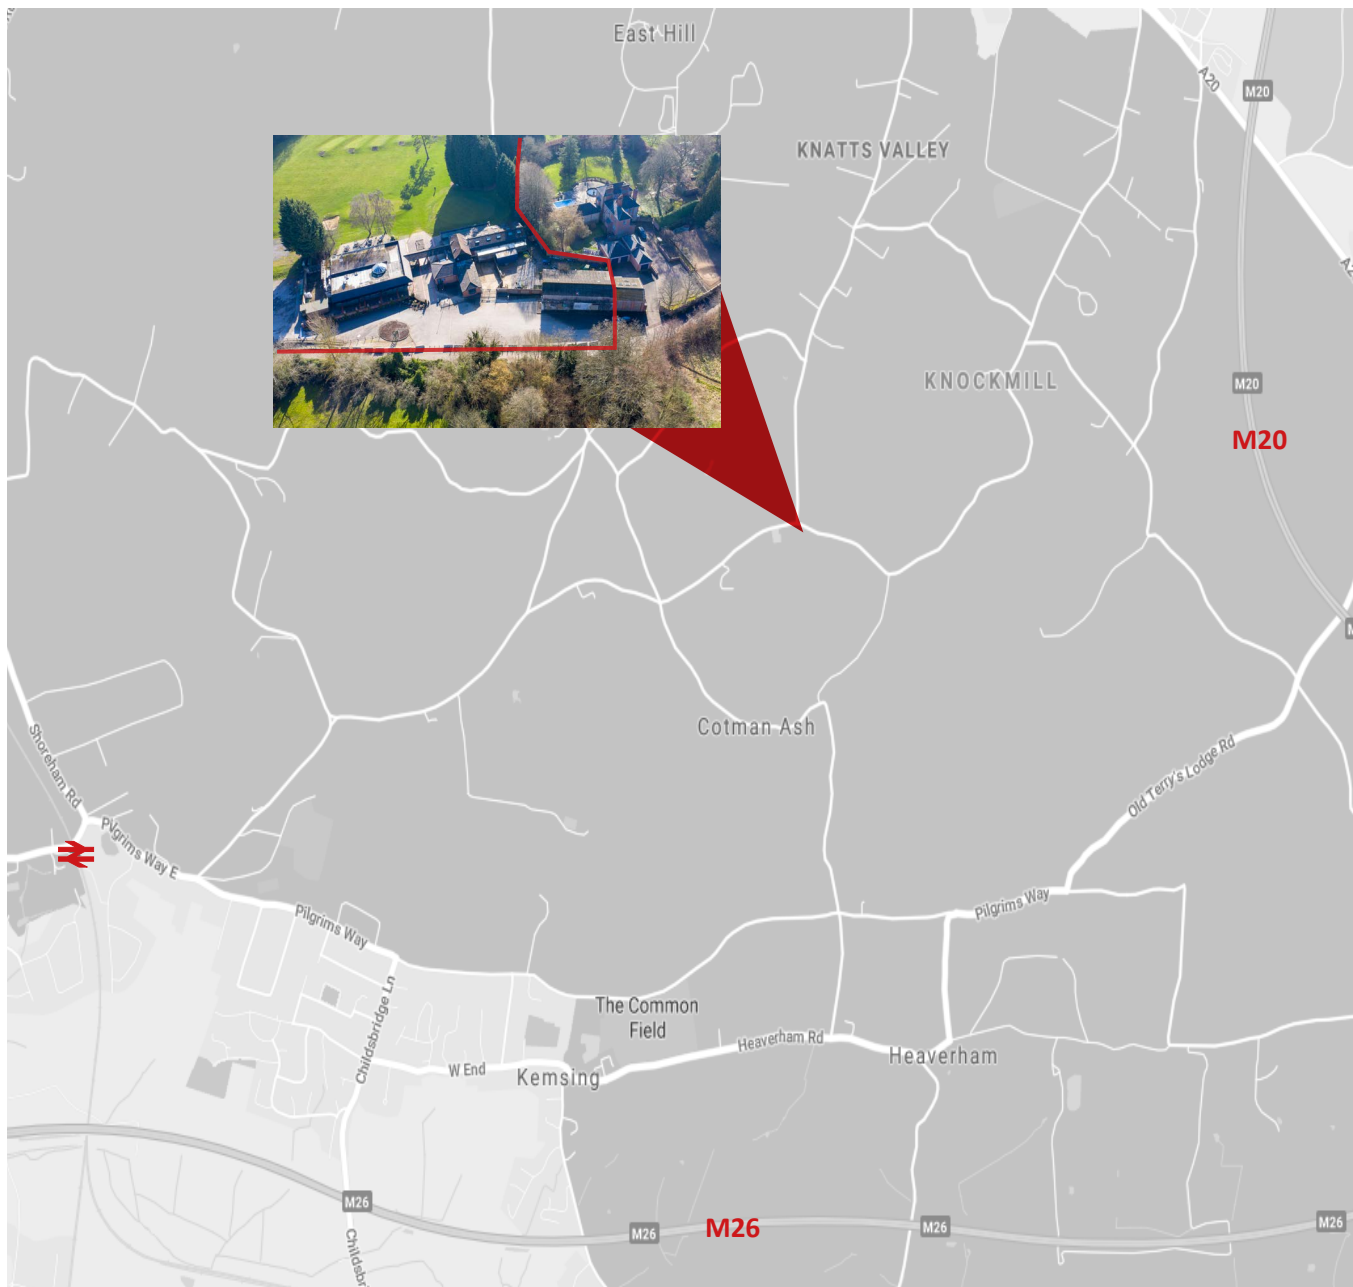 East Hill
A20
M20
KNATTS VALLEY
M20
KNOCKMILL
M20
Cotman Ash
Shoreham Rd
Old Terry's Lodge Rd
Pilgrims Way E
Pilgrims Way
Pilgrims Way
The Common
Field
Childsbridge Ln
Heaverham Rd
Heaverham
W End
Kemsing
M26
M26
M26
M26
M26